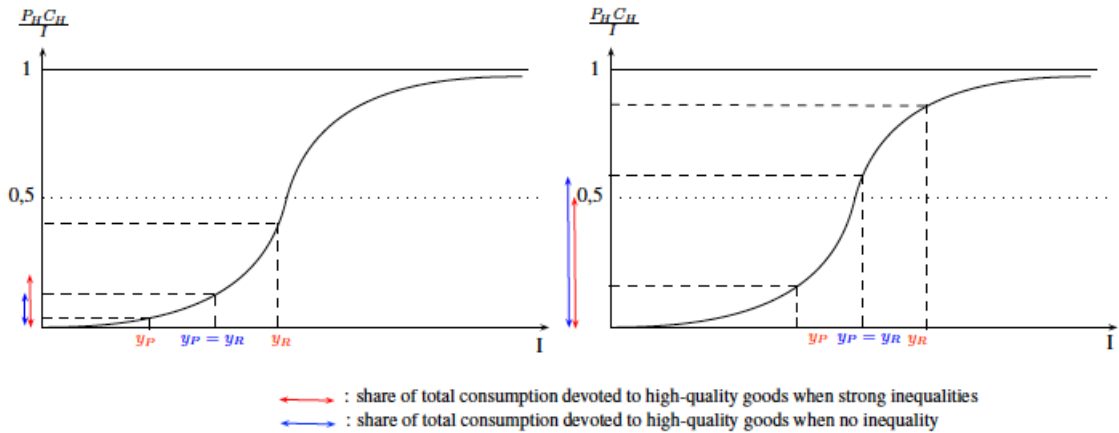 P_H C_H / I
1
0,5
y_P y_P = y_R y_R I
P_H C_H / I
1
0,5
y_P y_P = y_R y_R I
: share of total consumption devoted to high-quality goods when strong inequalities
: share of total consumption devoted to high-quality goods when no inequality